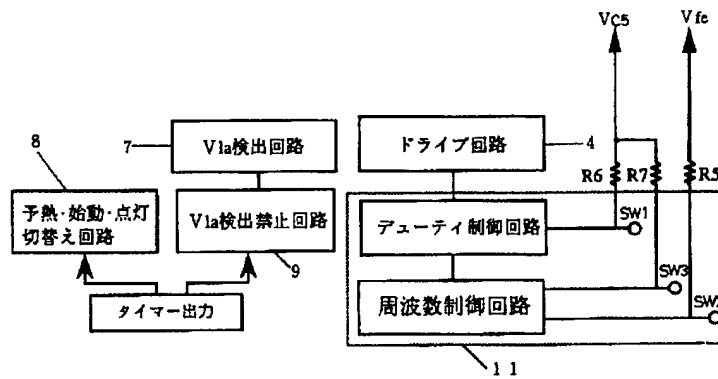 VC5
Vfe
8
7
V1a検出回路
ドライブ回路
4
R6
R7
R5
予熱・始動・点灯
切替え回路
V1a検出禁止回路
9
デューティ制御回路
SW1
SW3
タイマー出力
周波数制御回路
SW2
11